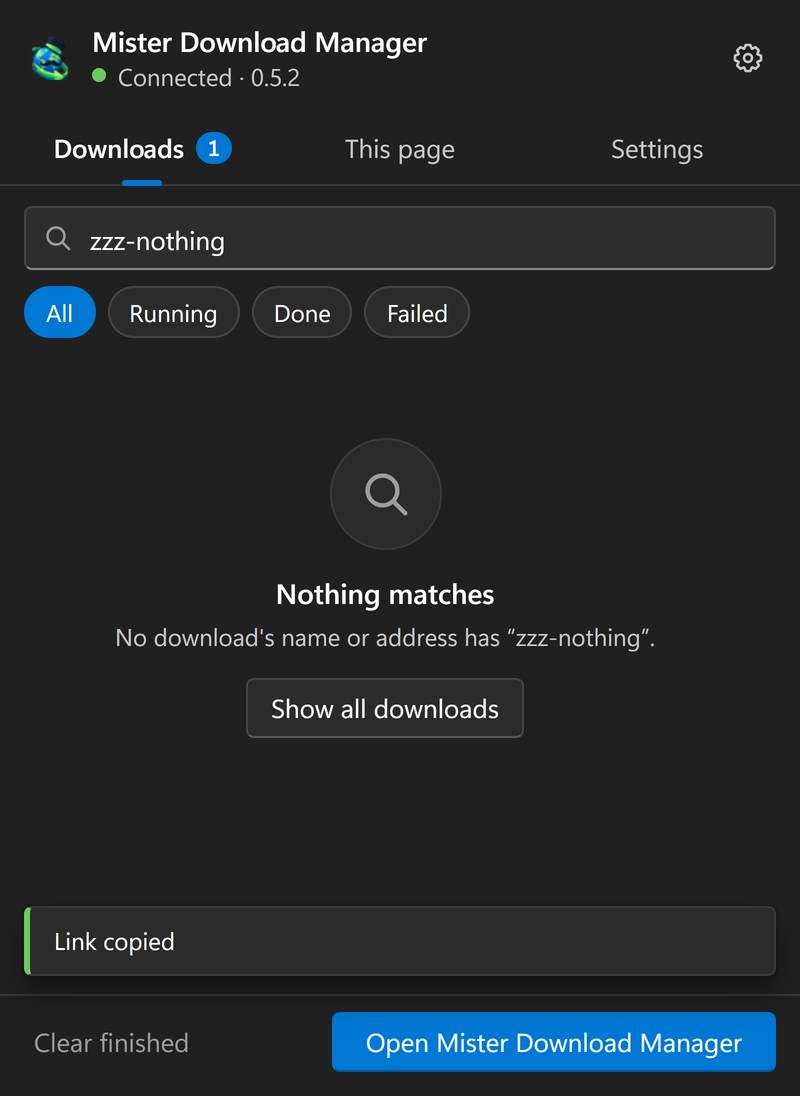 Mister Download Manager
Connected · 0.5.2
Downloads 1
This page
Settings
zzz-nothing
All
Running
Done
Failed
Nothing matches
No download's name or address has “zzz-nothing”.
Show all downloads
Link copied
Clear finished
Open Mister Download Manager